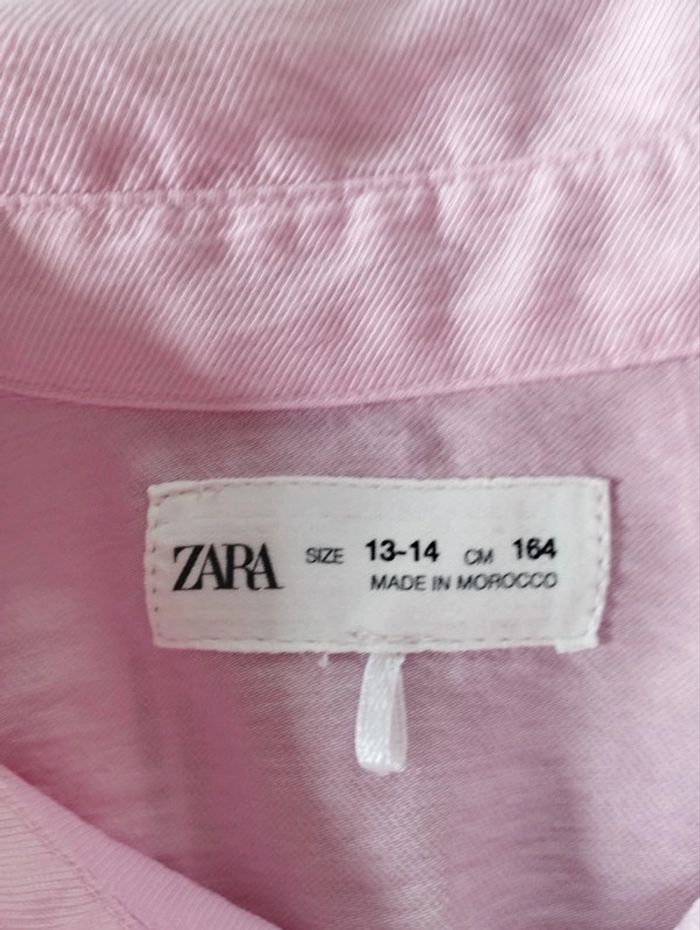 ZARA SIZE 13-14 CM 164
MADE IN MOROCCO